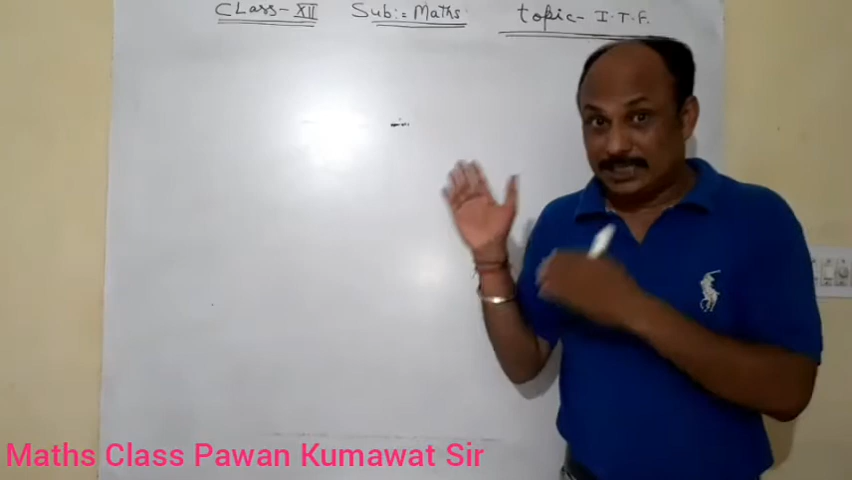 CLass - XII Sub:= Maths topic - I.T.F.
Maths Class Pawan Kumawat Sir